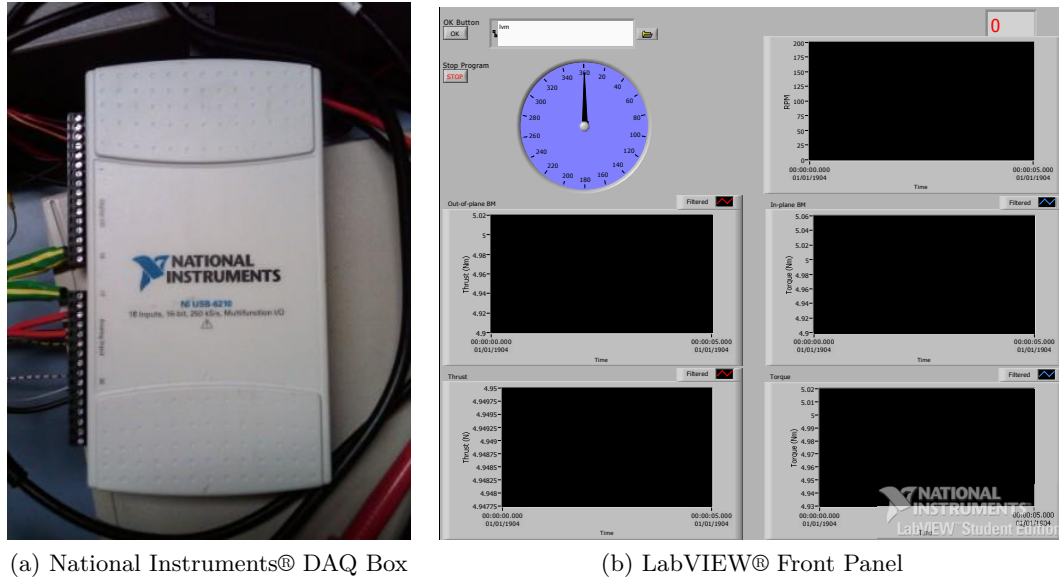 NATIONAL
INSTRUMENTS
NI USB-6210
16 Inputs, 16-bit, 250 kS/s, Multifunction I/O
OK Button
OK
lvm
0
Stop Program
STOP
360
20
40
60
80
100
120
140
160
180
200
220
240
260
280
300
320
340
200
175
150
125
100
75
50
25
0
RPM
00:00:00.000
01/01/1904
00:00:05.000
01/01/1904
Time
Out-of-plane BM
Filtered
5.02
5
4.98
4.96
4.94
4.92
4.9
Thrust (Nm)
00:00:00.000
01/01/1904
00:00:05.000
01/01/1904
Time
In-plane BM
Filtered
5.06
5.04
5.02
5
4.98
4.96
4.94
4.92
4.9
Torque (Nm)
00:00:00.000
01/01/1904
00:00:05.000
01/01/1904
Time
Thrust
Filtered
4.95
4.94975
4.9495
4.94925
4.949
4.94875
4.9485
4.94825
4.948
4.94775
Thrust (N)
00:00:00.000
01/01/1904
00:00:05.000
01/01/1904
Time
Torque
Filtered
5.02
5.01
5
4.99
4.98
4.97
4.96
4.95
4.94
4.93
Torque (Nm)
00:00:00.000
01/01/1904
00:00:05.000
01/01/1904
NATIONAL
INSTRUMENTS
LabVIEW™ Student Edition
(a) National Instruments® DAQ Box
(b) LabVIEW® Front Panel